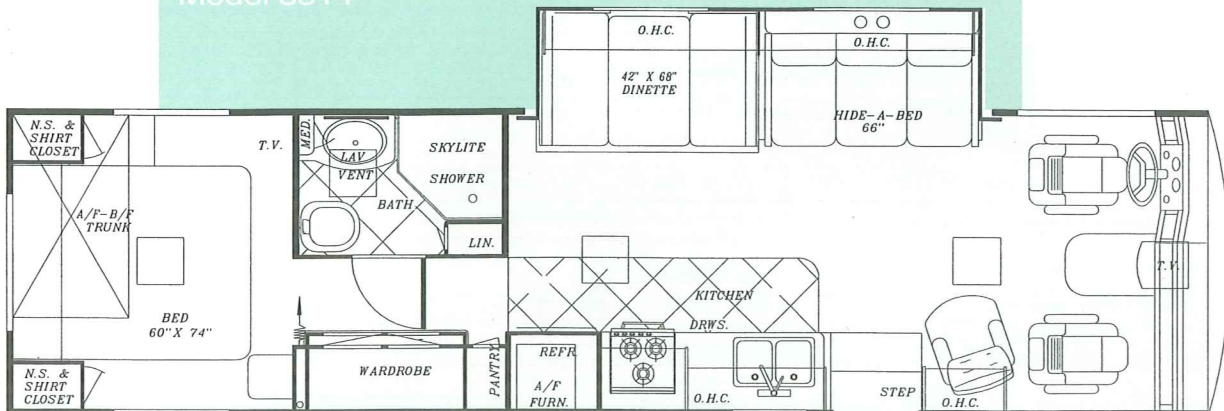 Model
O.H.C.
42" X 68"
DINETTE
O.H.C.
HIDE-A-BED
66"
N.S. &
SHIRT
CLOSET
T.V.
MED.
LAV
VENT
BATH
SKYLITE
SHOWER
LIN.
A/F-B/F
TRUNK
BED
60" X 74"
N.S. &
SHIRT
CLOSET
WARDROBE
PANTRY
REFR
A/F
FURN.
KITCHEN
DRWS.
O.H.C.
STEP
O.H.C.
T.V.